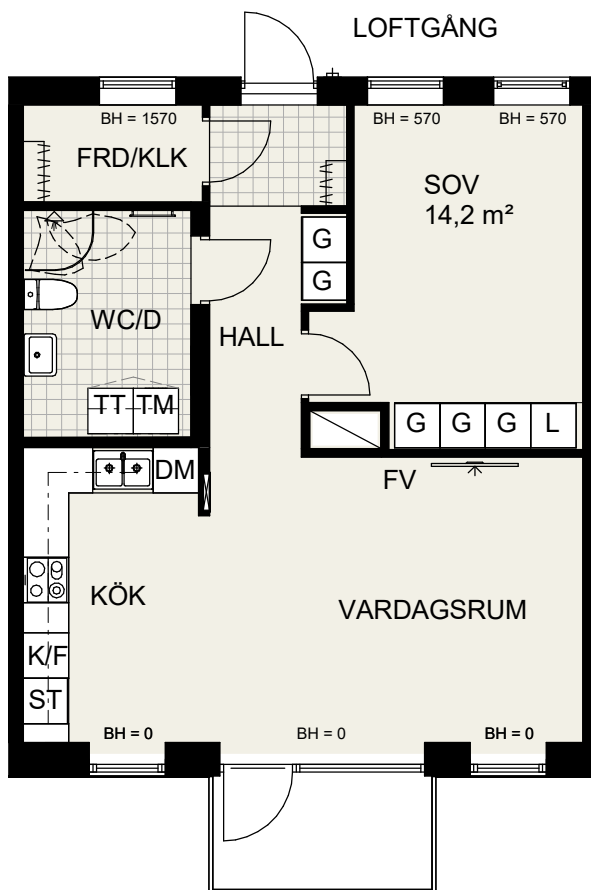 LOFTGÅNG
BH = 1570
BH = 570
BH = 570
FRD/KLK
SOV
14,2 m²
G
G
WC/D
HALL
TT
TM
G
G
G
L
DM
FV
KÖK
VARDAGSRUM
K/F
ST
BH = 0
BH = 0
BH = 0